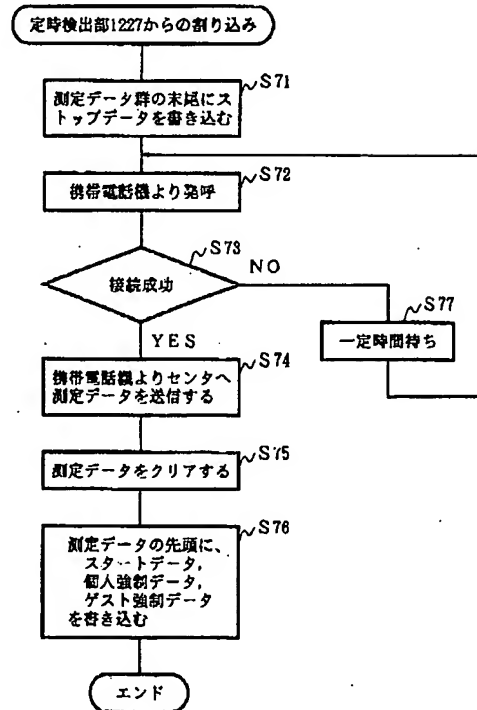 定時検出部1227からの割り込み
S71
測定データ群の末尾にス
トップデータを書き込む
S72
携帯電話機より発呼
S73
接続成功
NO
S77
一定時間待ち
YES
S74
携帯電話機よりセンタへ
測定データを送信する
S75
測定データをクリアする
S76
測定データの先頭に、
スタートデータ,
個人強制データ,
ゲスト強制データ
を書き込む
エンド